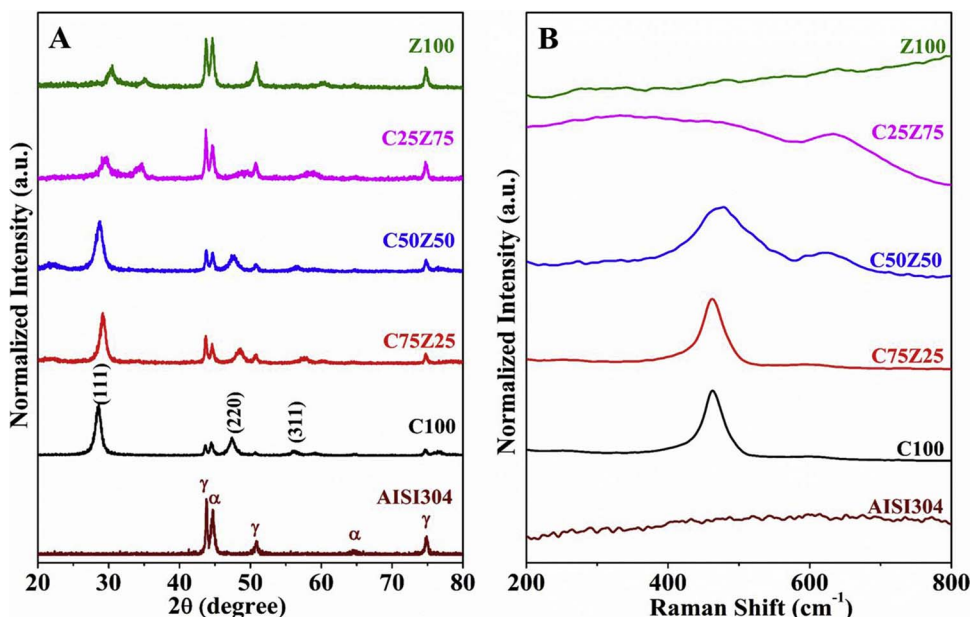 A
Z100
C25Z75
C50Z50
C75Z25
(111)
(220)
(311)
C100
γ
α
AISI304
γ
α
γ
20 30 40 50 60 70 80
2θ (degree)
Normalized Intensity (a.u.)
B
Z100
C25Z75
C50Z50
C75Z25
C100
AISI304
200 400 600 800
Raman Shift (cm-1)
Normalized Intensity (a.u.)